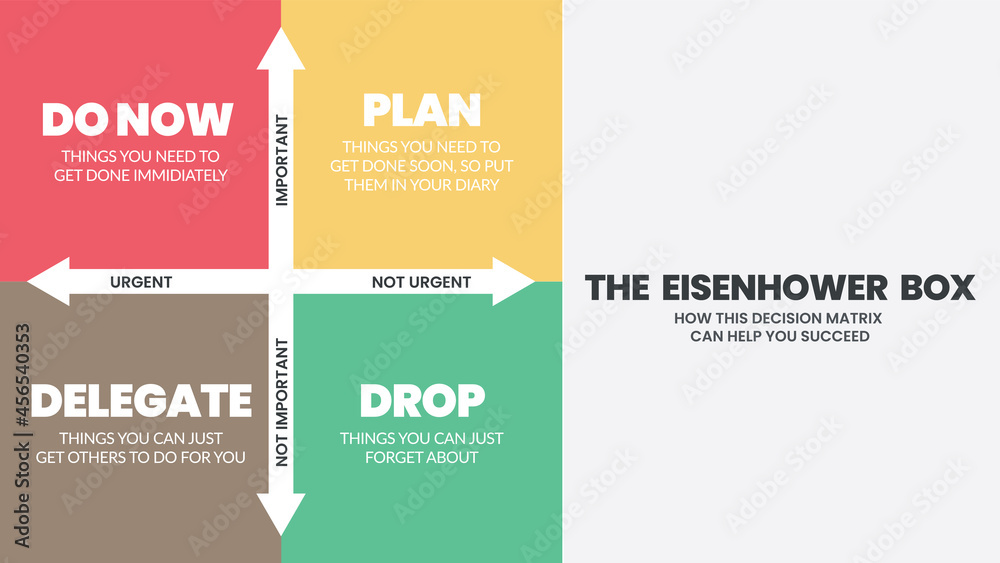 DO NOW
THINGS YOU NEED TO
GET DONE IMMIDIATELY
PLAN
THINGS YOU NEED TO
GET DONE SOON, SO PUT
THEM IN YOUR DIARY
IMPORTANT
URGENT
NOT URGENT
NOT IMPORTANT
DELEGATE
THINGS YOU CAN JUST
GET OTHERS TO DO FOR YOU
DROP
THINGS YOU CAN JUST
FORGET ABOUT
THE EISENHOWER BOX
HOW THIS DECISION MATRIX
CAN HELP YOU SUCCEED
Adobe Stock | #456540353
Adobe Stock